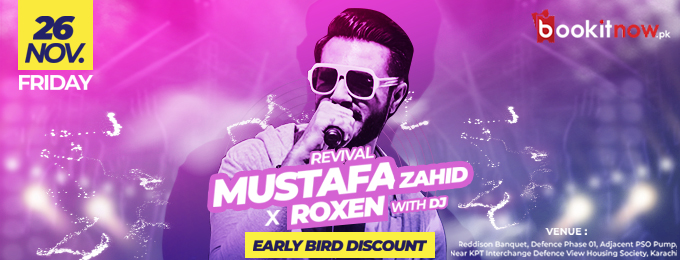 26
NOV.
FRIDAY
bookitnow.pk
REVIVAL
MUSTAFA ZAHID
X ROXEN WITH DJ
EARLY BIRD DISCOUNT
VENUE :
Reddison Banquet, Defence Phase 01, Adjacent PSO Pump,
Near KPT Interchange Defence View Housing Society, Karachi